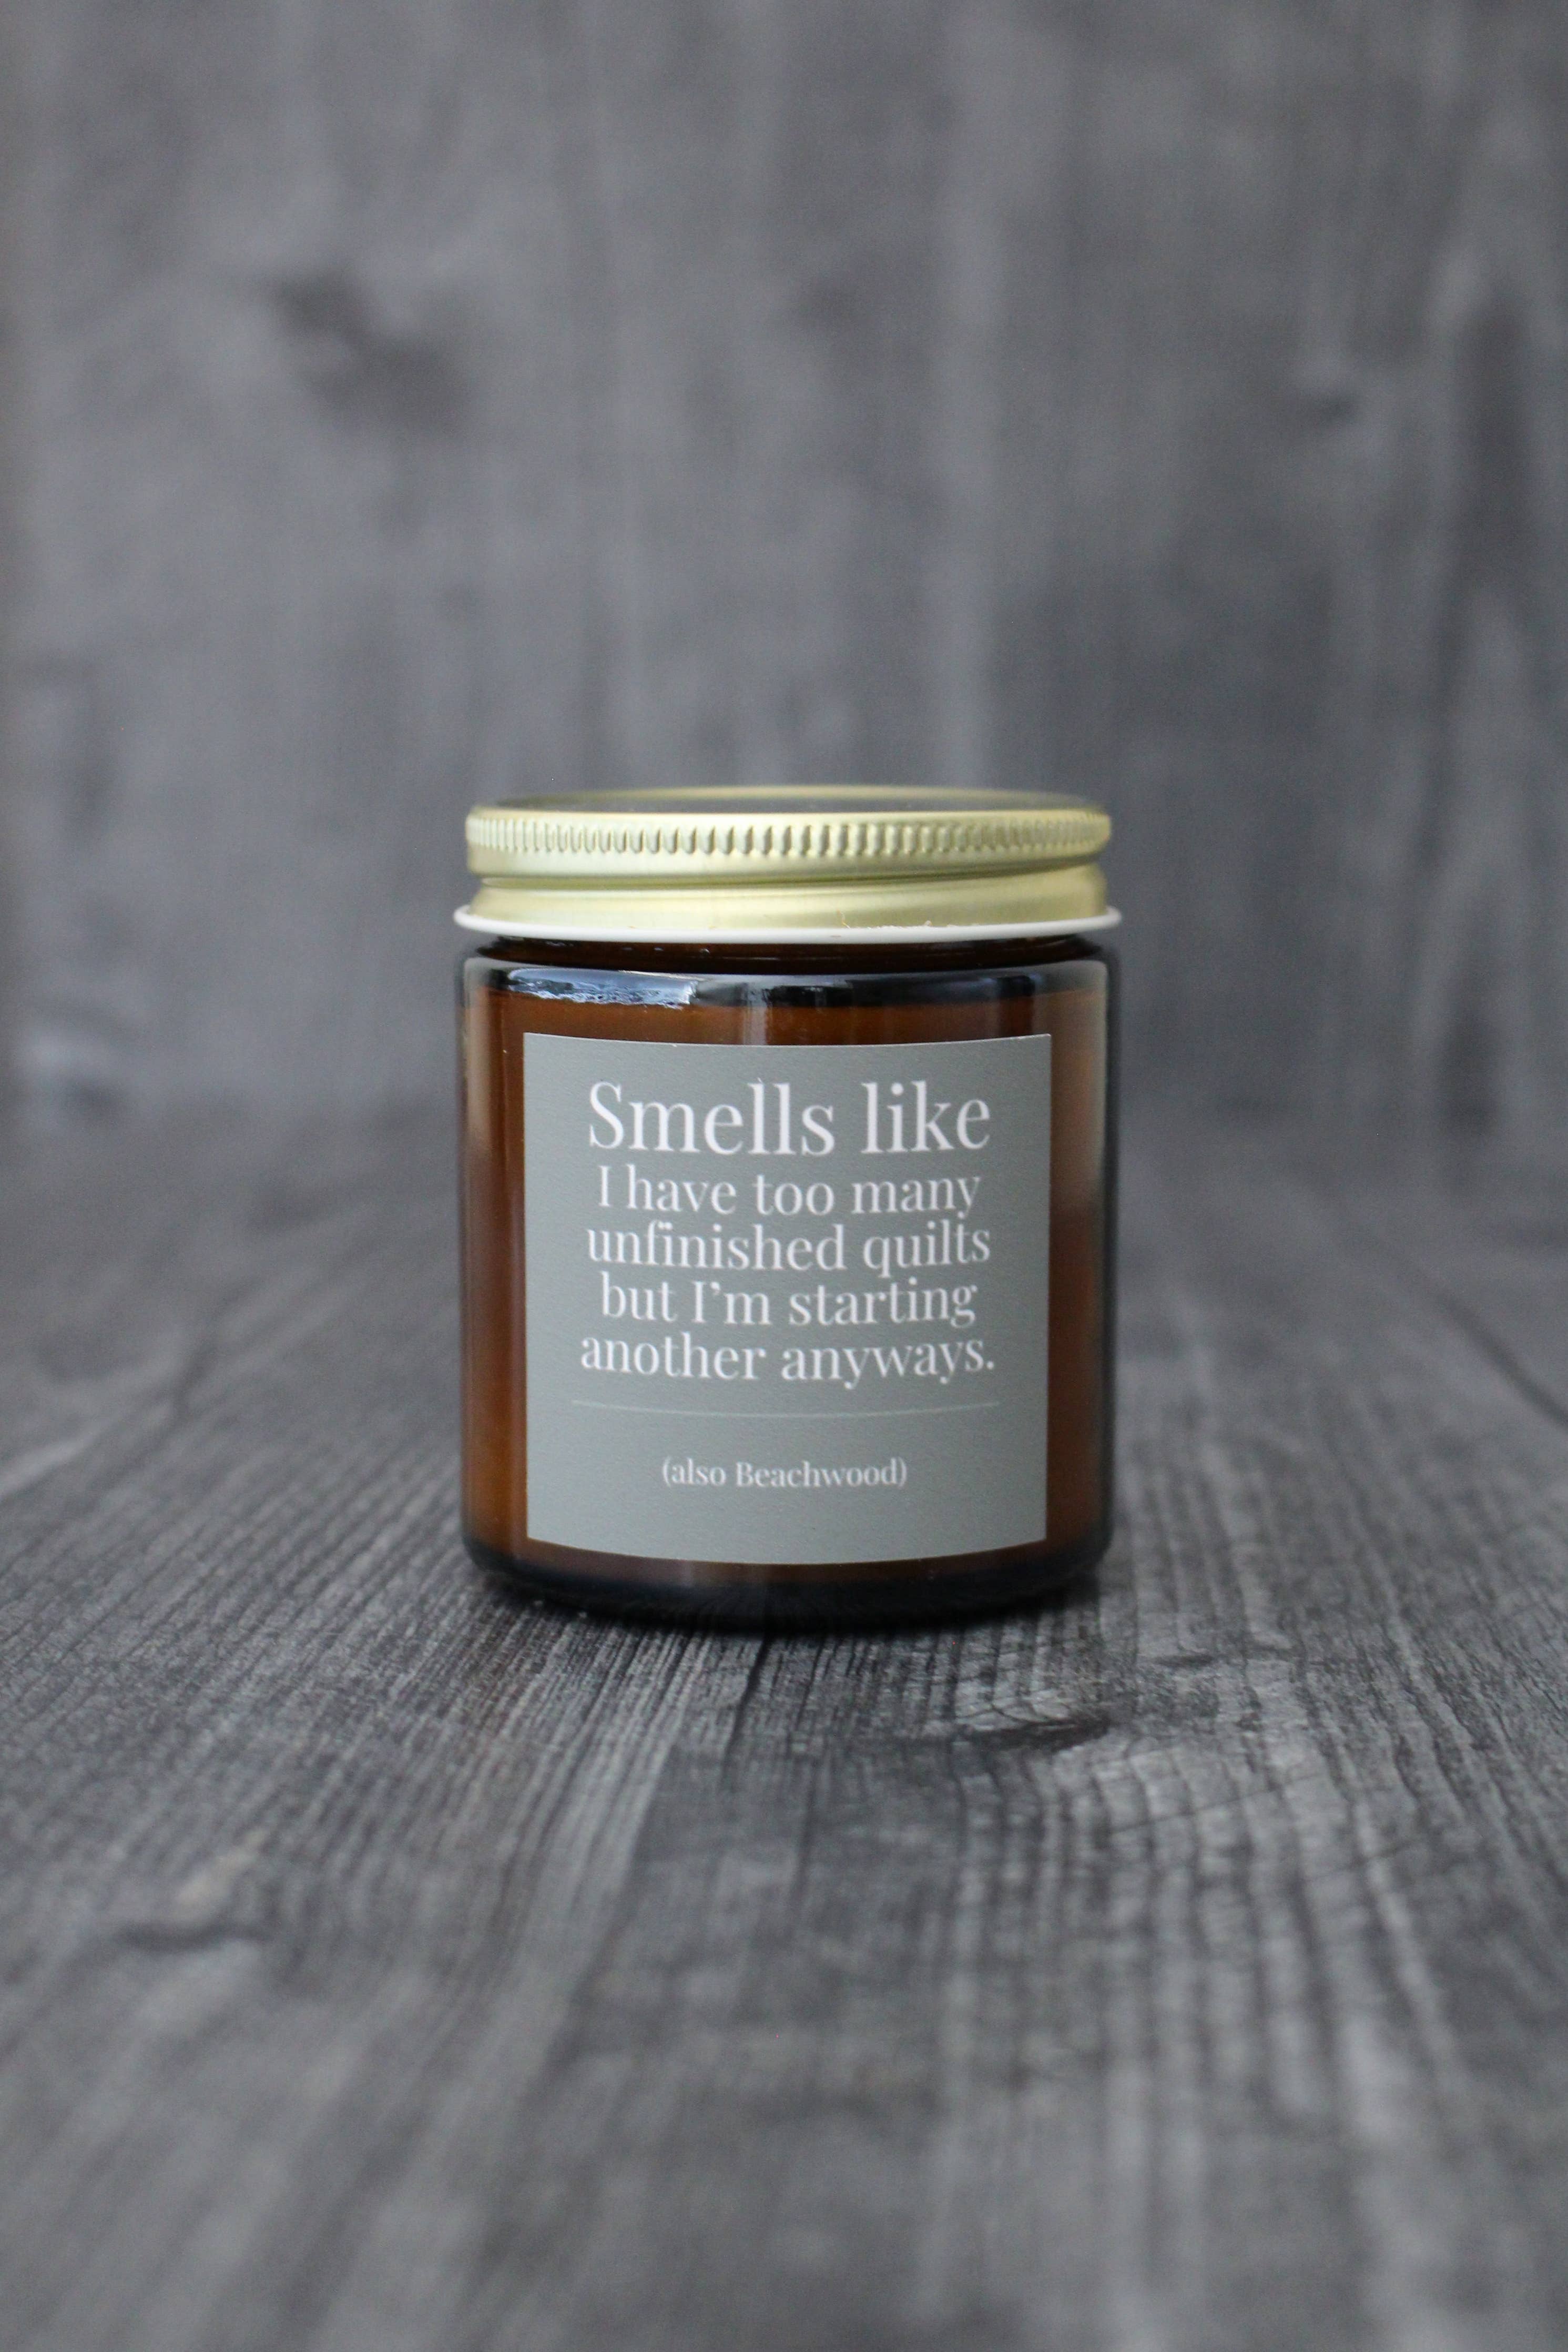 Smells like
I have too many
unfinished quilts
but I'm starting
another anyways.
(also Beachwood)